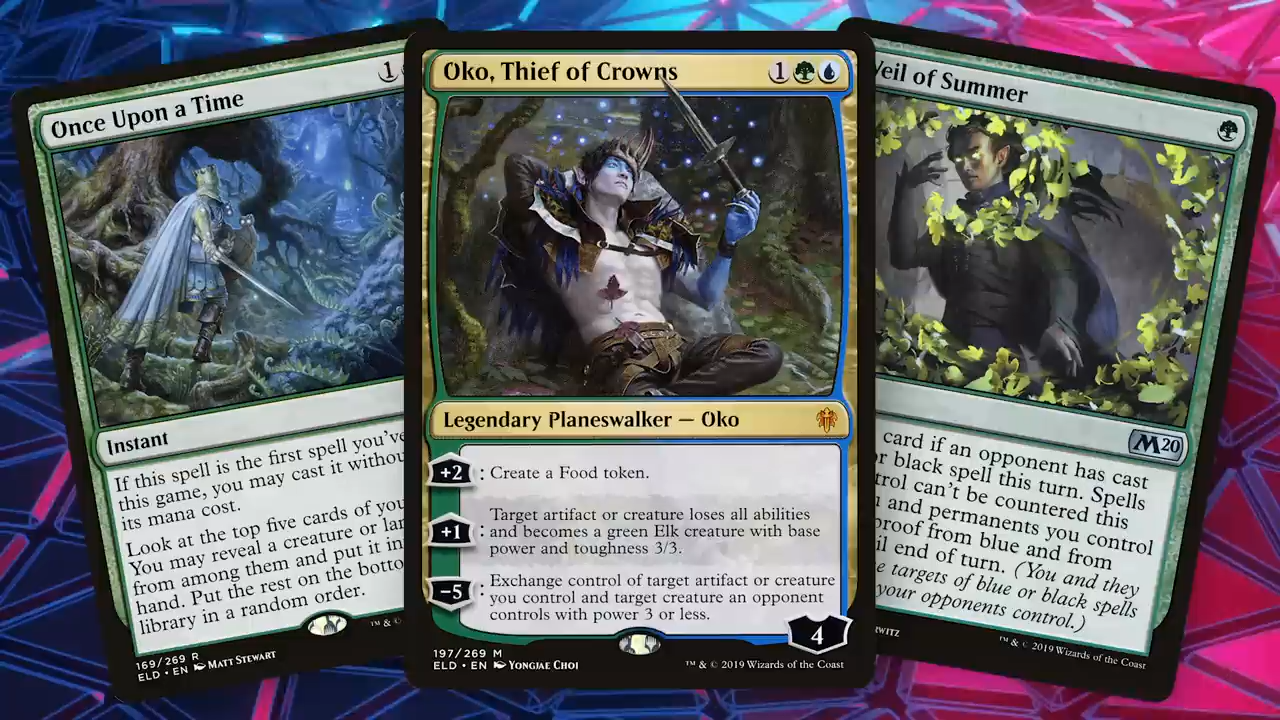 Once Upon a Time
1
Instant
If this spell is the first spell you've
this game, you may cast it withou
its mana cost.
Look at the top five cards of you
You may reveal a creature or lan
from among them and put it in
hand. Put the rest on the botto
library in a random order.
169/269 R
ELD • EN MATT STEWART
™ & ©
Oko, Thief of Crowns
1
Legendary Planeswalker — Oko
+2 : Create a Food token.
Target artifact or creature loses all abilities
+1 : and becomes a green Elk creature with base
power and toughness 3/3.
Exchange control of target artifact or creature
−5 : you control and target creature an opponent
controls with power 3 or less.
4
197/269 M
ELD • EN YONGJAE CHOI
™ & © 2019 Wizards of the Coast
Veil of Summer
M20
card if an opponent has cast
or black spell this turn. Spells
trol can't be countered this
and permanents you control
proof from blue and from
il end of turn. (You and they
e targets of blue or black spells
your opponents control.)
RWITZ
™ & © 2019 Wizards of the Coast